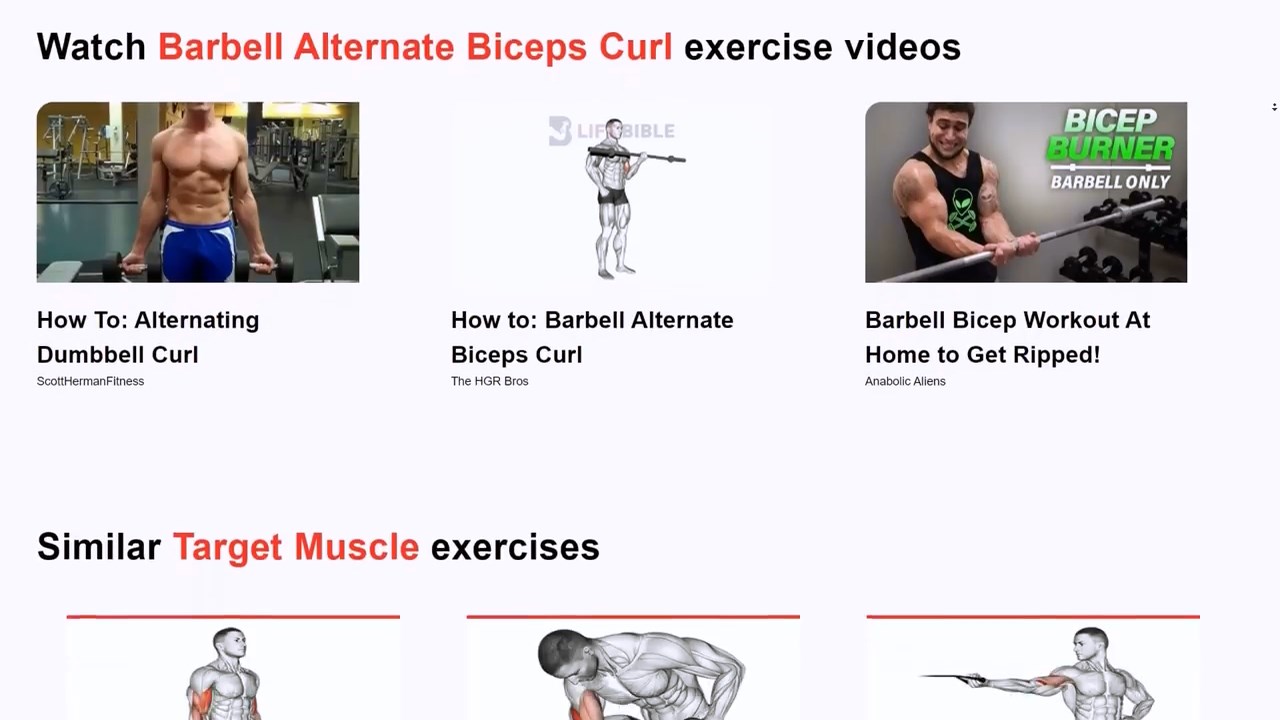 Watch Barbell Alternate Biceps Curl exercise videos
LIF BIBLE
BICEP
BURNER
BARBELL ONLY
How To: Alternating
Dumbbell Curl
ScottHermanFitness
How to: Barbell Alternate
Biceps Curl
The HGR Bros
Barbell Bicep Workout At
Home to Get Ripped!
Anabolic Aliens
Similar Target Muscle exercises